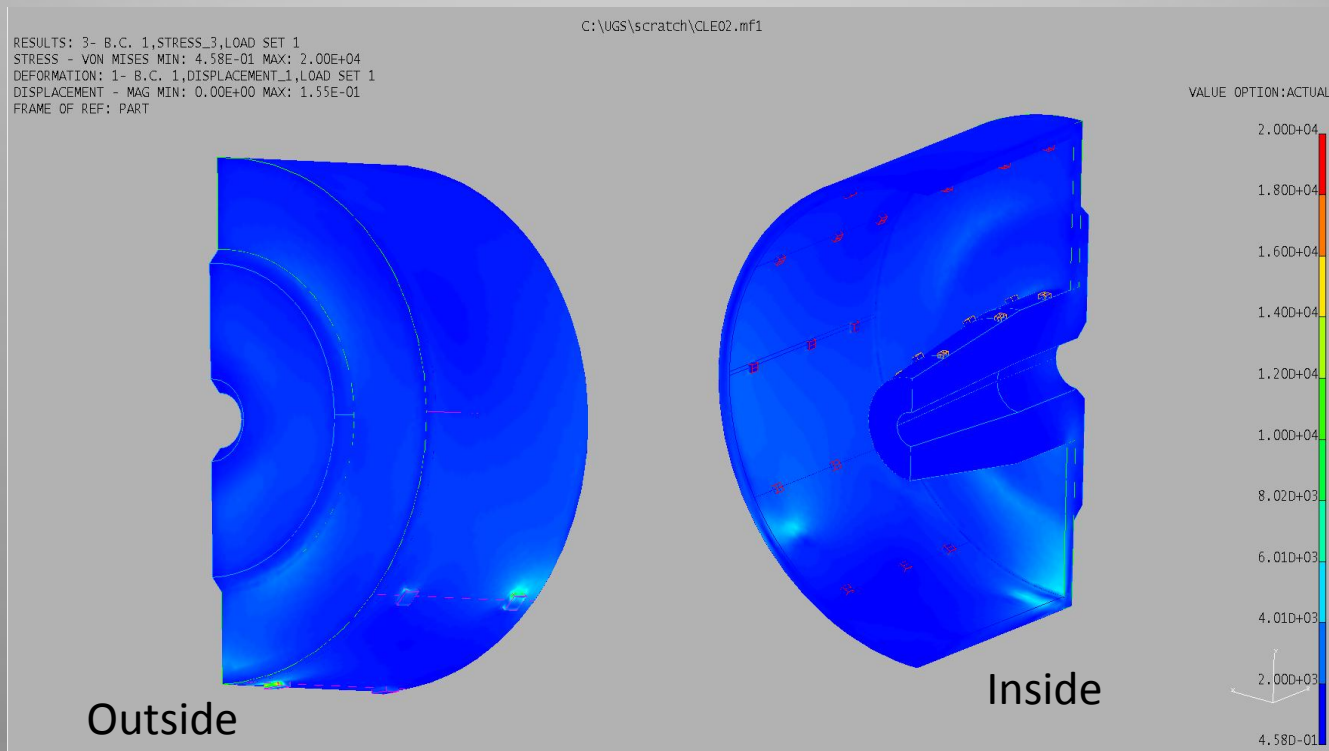 C:\UGS\scratch\CLE02.mf1
RESULTS: 3- B.C. 1,STRESS_3,LOAD SET 1
STRESS - VON MISES MIN: 4.58E-01 MAX: 2.00E+04
DEFORMATION: 1- B.C. 1,DISPLACEMENT_1,LOAD SET 1
DISPLACEMENT - MAG MIN: 0.00E+00 MAX: 1.55E-01
FRAME OF REF: PART
VALUE OPTION:ACTUAL
2.00D+04
1.80D+04
1.60D+04
1.40D+04
1.20D+04
1.00D+04
8.02D+03
6.01D+03
4.01D+03
2.00D+03
4.58D-01
Outside
Inside